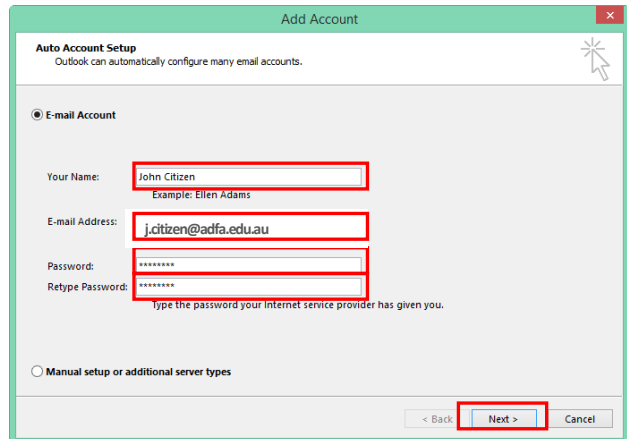 Add Account
Auto Account Setup
Outlook can automatically configure many email accounts.
E-mail Account
Your Name: John Citizen
Example: Ellen Adams
E-mail Address: j.citizen@adfa.edu.au
Password: ********
Retype Password: ********
Type the password your Internet service provider has given you.
Manual setup or additional server types
< Back Next > Cancel